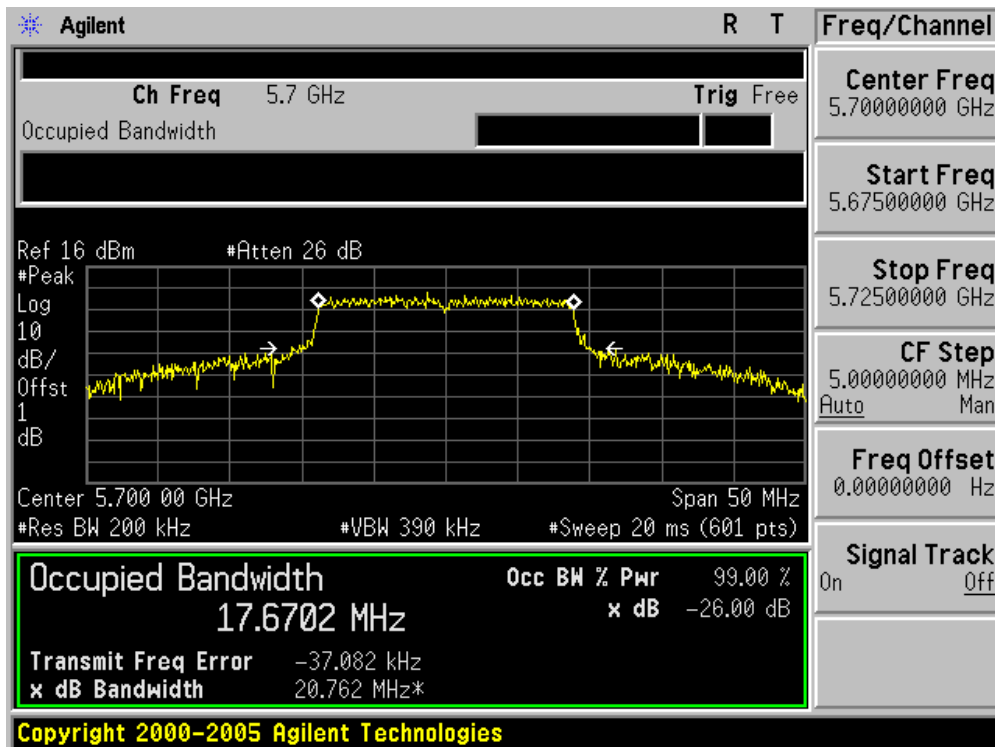 Agilent R T
Ch Freq 5.7 GHz Trig Free
Occupied Bandwidth
Ref 16 dBm #Atten 26 dB
#Peak
Log
10
dB/
Offst
1
dB
Center 5.700 00 GHz Span 50 MHz
#Res BW 200 kHz #VBW 390 kHz #Sweep 20 ms (601 pts)
Occupied Bandwidth Occ BW % Pwr 99.00 %
17.6702 MHz x dB -26.00 dB
Transmit Freq Error -37.082 kHz
x dB Bandwidth 20.762 MHz*
Copyright 2000-2005 Agilent Technologies
Freq/Channel
Center Freq
5.70000000 GHz
Start Freq
5.67500000 GHz
Stop Freq
5.72500000 GHz
CF Step
5.00000000 MHz
Auto Man
Freq Offset
0.00000000 Hz
Signal Track
On Off